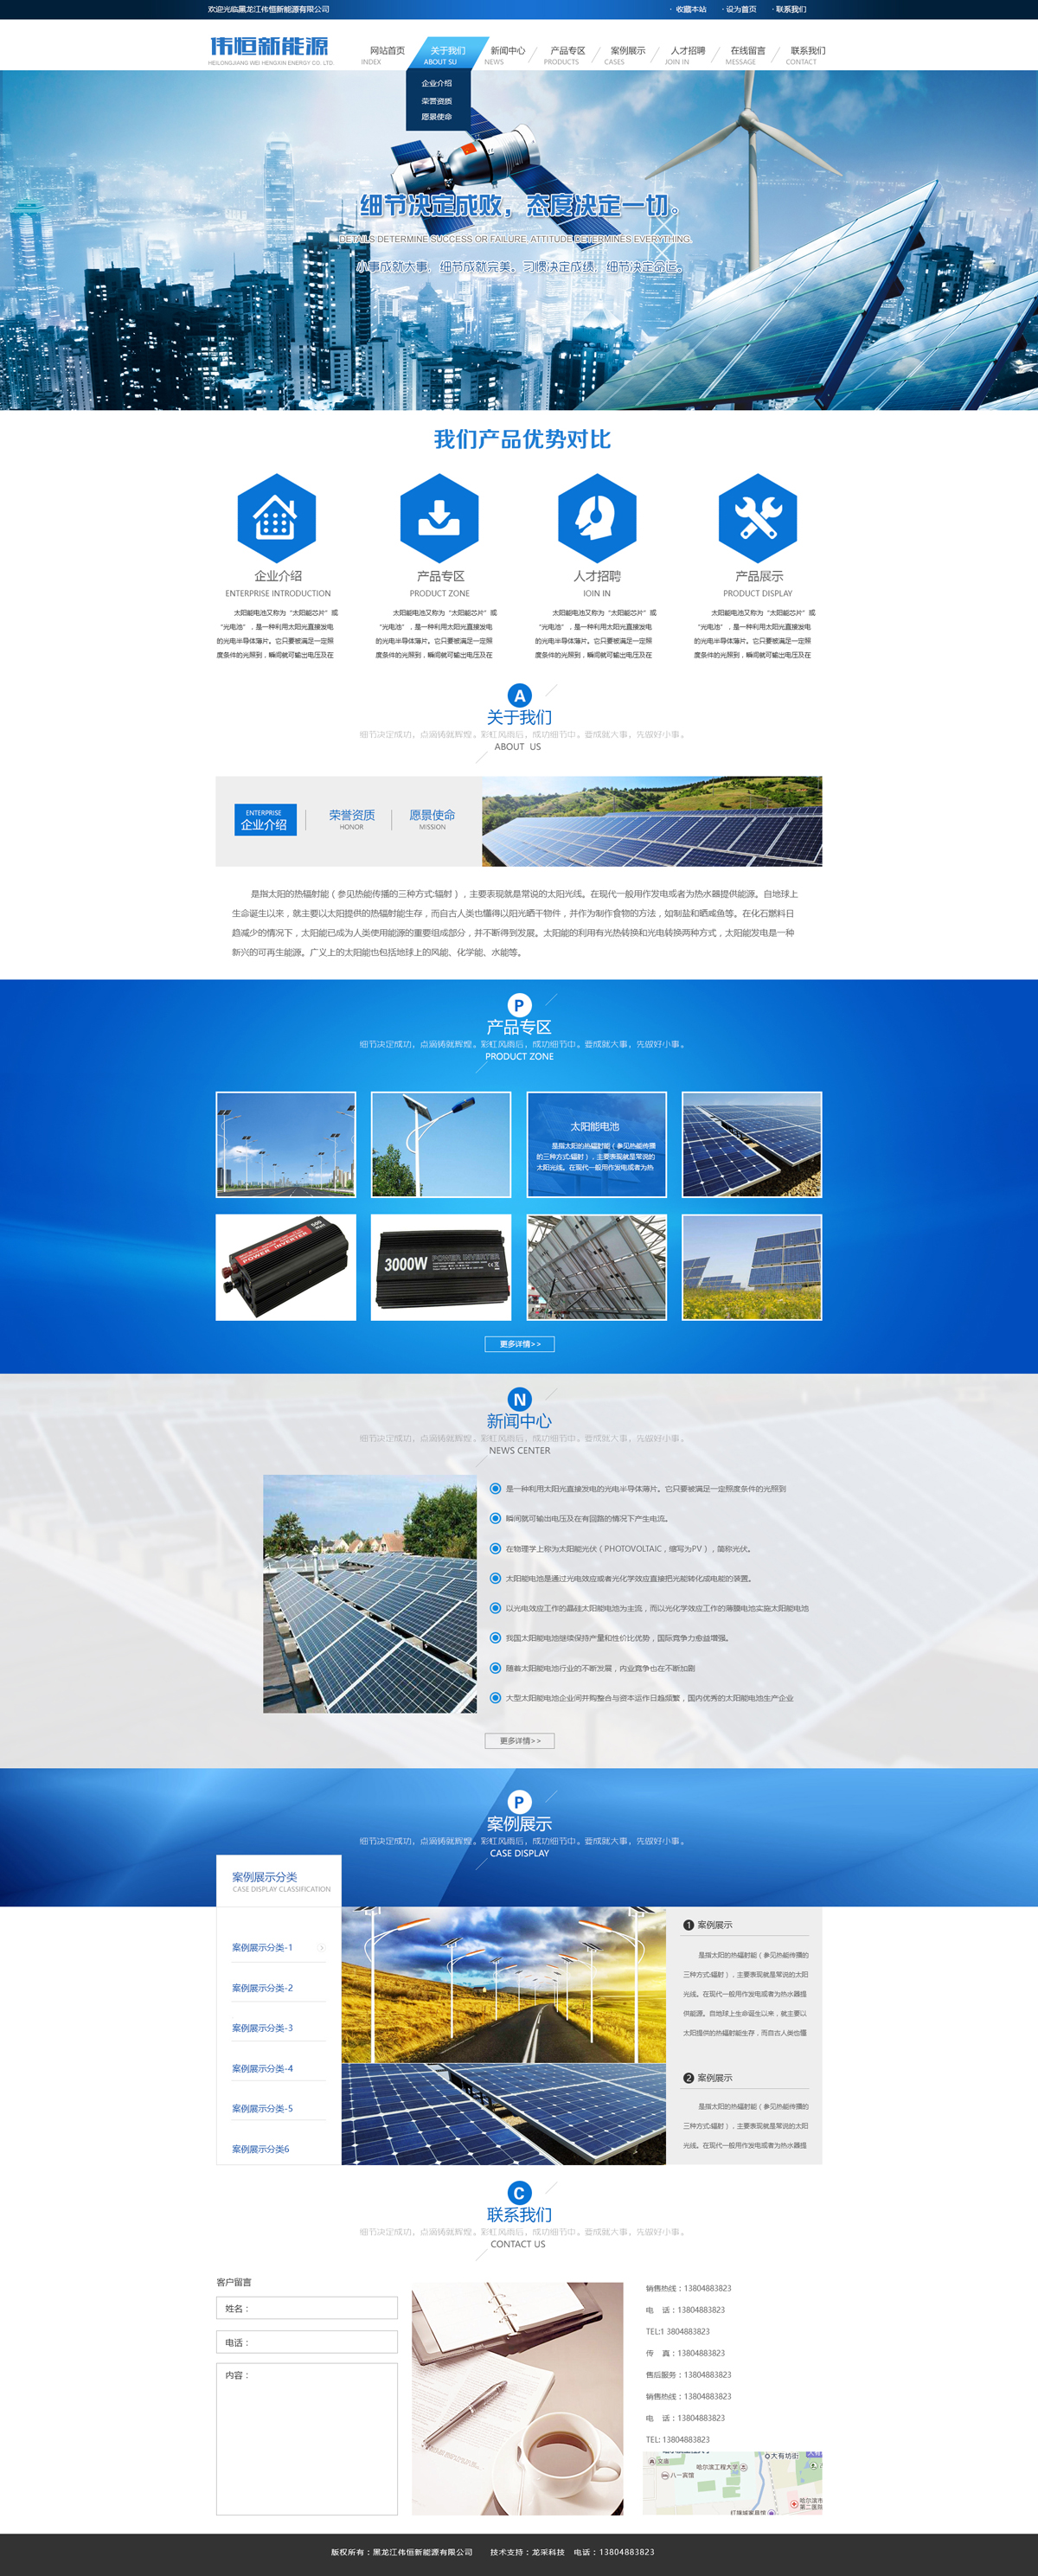 欢迎光临黑龙江伟恒新能源有限公司
· 收藏本站 · 设为首页 · 联系我们
伟恒新能源
HEILONGJIANG WEI HENGXIN ENERGY CO. LTD.
网站首页 关于我们 新闻中心 产品专区 案例展示 人才招聘 在线留言 联系我们
INDEX ABOUT SU NEWS PRODUCTS CASES JOIN IN MESSAGE CONTACT
企业介绍
荣誉资质
愿景使命
细节决定成败，态度决定一切。
DETAILS DETERMINE SUCCESS OR FAILURE. ATTITUDE DETERMINES EVERYTHING.
小事成就大事，细节成就完美。习惯决定成绩，细节决定命运。
我们产品优势对比
企业介绍 产品专区 人才招聘 产品展示
ENTERPRISE INTRODUCTION PRODUCT ZONE IOIN IN PRODUCT DISPLAY
太阳能电池又称为“太阳能芯片”或
“光电池”，是一种利用太阳光直接发电
的光电半导体薄片。它只要被满足一定照
度条件的光照到，瞬间就可输出电压及在
太阳能电池又称为“太阳能芯片”或
“光电池”，是一种利用太阳光直接发电
的光电半导体薄片。它只要被满足一定照
度条件的光照到，瞬间就可输出电压及在
太阳能电池又称为“太阳能芯片”或
“光电池”，是一种利用太阳光直接发电
的光电半导体薄片。它只要被满足一定照
度条件的光照到，瞬间就可输出电压及在
太阳能电池又称为“太阳能芯片”或
“光电池”，是一种利用太阳光直接发电
的光电半导体薄片。它只要被满足一定照
度条件的光照到，瞬间就可输出电压及在
A
关于我们
细节决定成功，点滴铸就辉煌。彩虹风雨后，成功细节中。要成就大事，先做好小事。
ABOUT US
ENTERPRISE
企业介绍
荣誉资质
HONOR
愿景使命
MISSION
是指太阳的热辐射能（参见热能传播的三种方式:辐射），主要表现就是常说的太阳光线。在现代一般用作发电或者为热水器提供能源。自地球上
生命诞生以来，就主要以太阳提供的热辐射能生存，而自古人类也懂得以阳光晒干物件，并作为制作食物的方法，如制盐和晒咸鱼等。在化石燃料日
趋减少的情况下，太阳能已成为人类使用能源的重要组成部分，并不断得到发展。太阳能的利用有光热转换和光电转换两种方式，太阳能发电是一种
新兴的可再生能源。广义上的太阳能也包括地球上的风能、化学能、水能等。
P
产品专区
细节决定成功，点滴铸就辉煌。彩虹风雨后，成功细节中。要成就大事，先做好小事。
PRODUCT ZONE
太阳能电池
是指太阳的热辐射能（参见热能传播
的三种方式:辐射），主要表现就是常说的
太阳光线。在现代一般用作发电或者为热
POWER INVERTER
3000W POWER INVERTER
更多详情>>
N
新闻中心
细节决定成功，点滴铸就辉煌。彩虹风雨后，成功细节中。要成就大事，先做好小事。
NEWS CENTER
是一种利用太阳光直接发电的光电半导体薄片。它只要被满足一定照度条件的光照到
瞬间就可输出电压及在有回路的情况下产生电流。
在物理学上称为太阳能光伏（PHOTOVOLTAIC，缩写为PV），简称光伏。
太阳能电池是通过光电效应或者光化学效应直接把光能转化成电能的装置。
以光电效应工作的晶硅太阳能电池为主流，而以光化学效应工作的薄膜电池实施太阳能电池
我国太阳能电池继续保持产量和性价比优势，国际竞争力愈益增强。
随着太阳能电池行业的不断发展，内业竞争也在不断加剧
大型太阳能电池企业间并购整合与资本运作日趋频繁，国内优秀的太阳能电池生产企业
更多详情>>
P
案例展示
细节决定成功，点滴铸就辉煌。彩虹风雨后，成功细节中。要成就大事，先做好小事。
CASE DISPLAY
案例展示分类
CASE DISPLAY CLASSIFICATION
案例展示分类-1
案例展示分类-2
案例展示分类-3
案例展示分类-4
案例展示分类-5
案例展示分类6
1 案例展示
是指太阳的热辐射能（参见热能传播的
三种方式:辐射），主要表现就是常说的太阳
光线。在现代一般用作发电或者为热水器提
供能源。自地球上生命诞生以来，就主要以
太阳提供的热辐射能生存，而自古人类也懂
2 案例展示
是指太阳的热辐射能（参见热能传播的
三种方式:辐射），主要表现就是常说的太阳
光线。在现代一般用作发电或者为热水器提
C
联系我们
细节决定成功，点滴铸就辉煌。彩虹风雨后，成功细节中。要成就大事，先做好小事。
CONTACT US
客户留言
姓名：
电话：
内容：
销售热线：13804883823
电 话：13804883823
TEL:1 3804883823
传 真：13804883823
售后服务：13804883823
销售热线：13804883823
电 话：13804883823
TEL: 13804883823
大有坊街
文庙
哈尔滨工程大学
八一宾馆
哈尔滨市
第二医院
版权所有：黑龙江伟恒新能源有限公司 技术支持：龙采科技 电话：13804883823